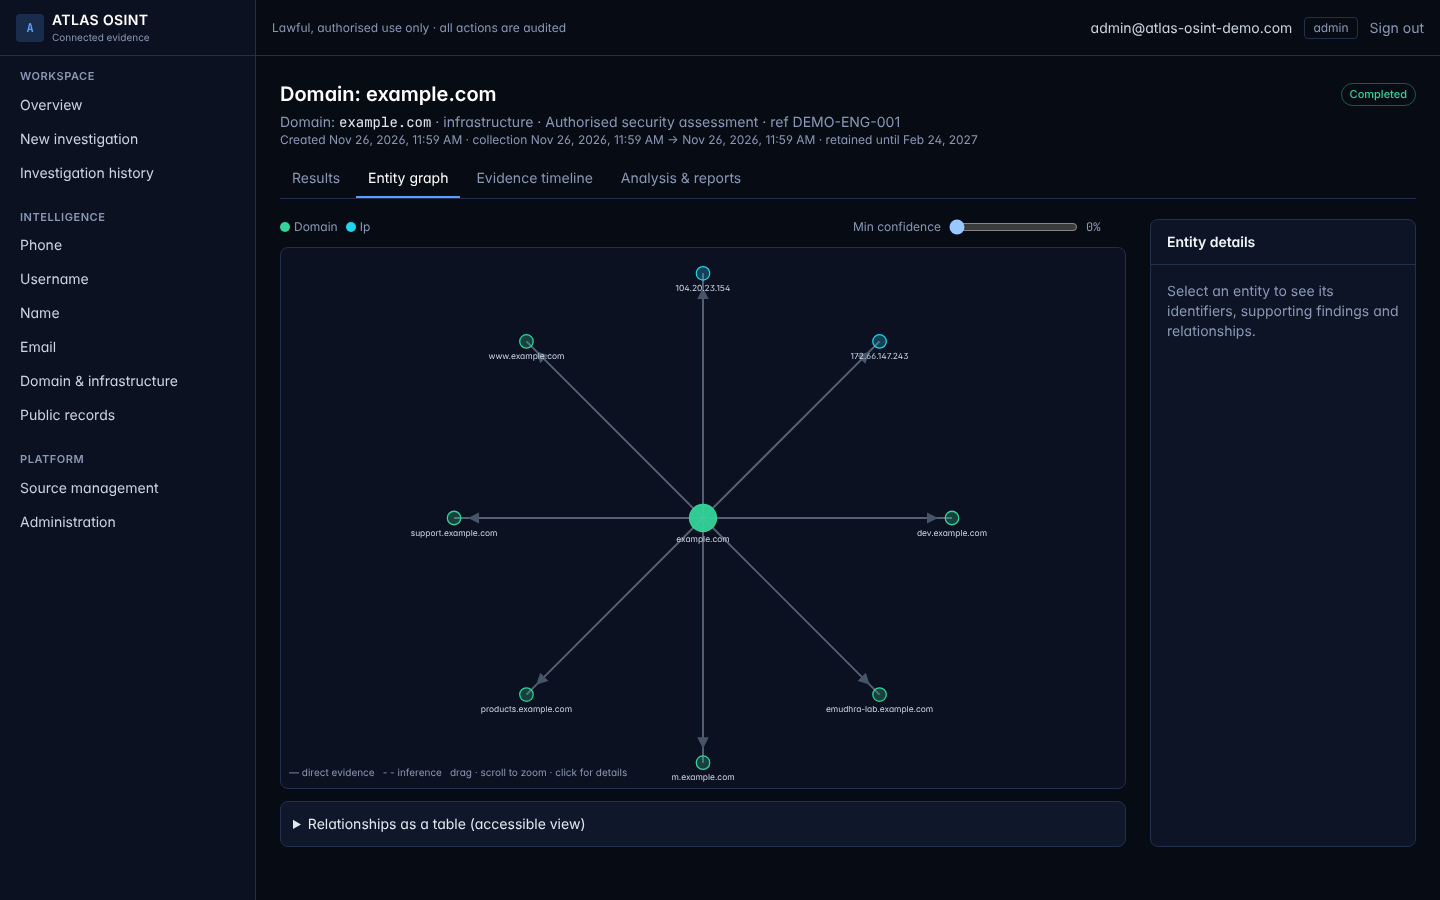 A
ATLAS OSINT
Connected evidence
Lawful, authorised use only · all actions are audited
admin@atlas-osint-demo.com
admin
Sign out
WORKSPACE
Overview
New investigation
Investigation history
INTELLIGENCE
Phone
Username
Name
Email
Domain & infrastructure
Public records
PLATFORM
Source management
Administration
Domain: example.com
Completed
Domain: example.com · infrastructure · Authorised security assessment · ref DEMO-ENG-001
Created Nov 26, 2026, 11:59 AM · collection Nov 26, 2026, 11:59 AM → Nov 26, 2026, 11:59 AM · retained until Feb 24, 2027
Results
Entity graph
Evidence timeline
Analysis & reports
Domain
Ip
Min confidence
0%
104.20.23.154
www.example.com
172.66.147.243
support.example.com
example.com
dev.example.com
products.example.com
emudhra-lab.example.com
m.example.com
— direct evidence - - inference drag · scroll to zoom · click for details
Relationships as a table (accessible view)
Entity details
Select an entity to see its
identifiers, supporting findings and
relationships.